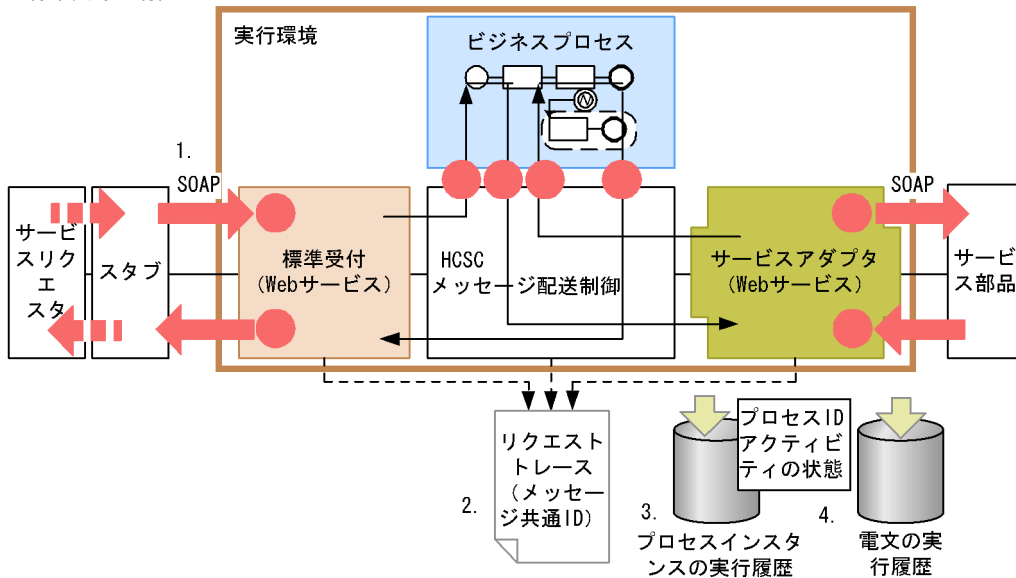 実行環境
ビジネスプロセス
1.
SOAP
SOAP
サービ
スリク
エ
スタ
スタブ
標準受付
(Webサービス)
HCSC
メッセージ配送制御
サービスアダプタ
(Webサービス)
サービ
ス部品
リクエスト
トレース
(メッセー
ジ共通ID)
2.
プロセスID
アクティビ
ティの状態
3.
プロセスインスタ
ンスの実行履歴
4.
電文の実
行履歴